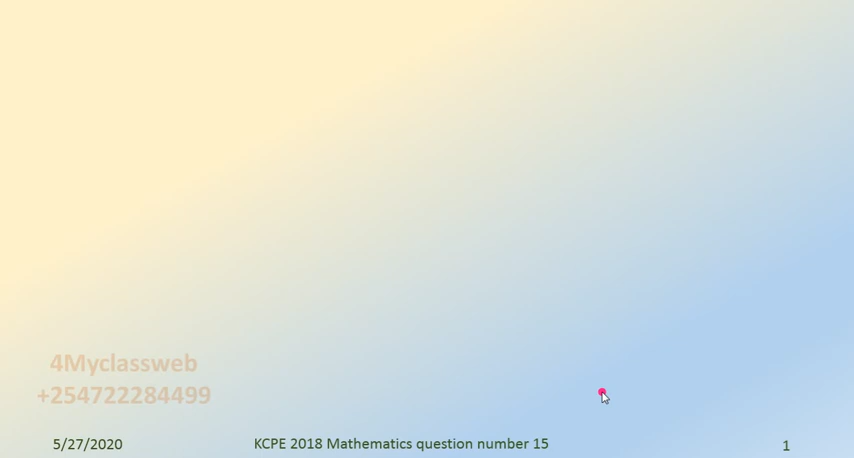 4Myclassweb
+254722284499
5/27/2020 KCPE 2018 Mathematics question number 15 1